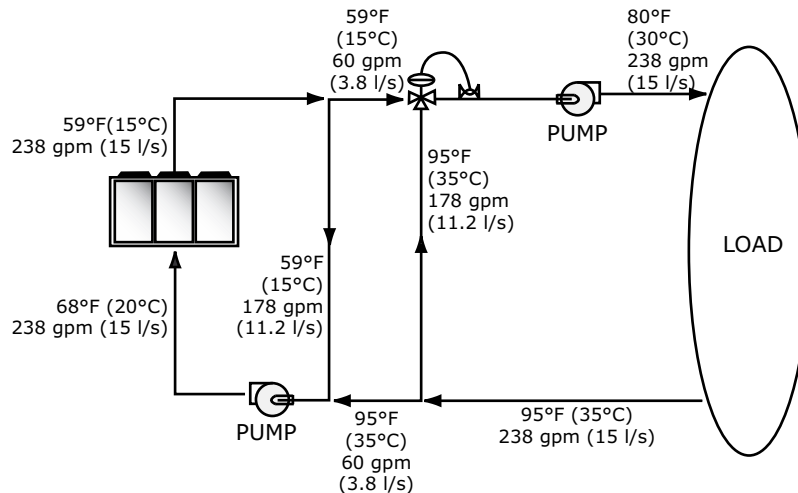 59°F
(15°C)
60 gpm
(3.8 l/s)
80°F
(30°C)
238 gpm
(15 l/s)
PUMP
59°F(15°C)
238 gpm (15 l/s)
95°F
(35°C)
178 gpm
(11.2 l/s)
LOAD
59°F
(15°C)
178 gpm
(11.2 l/s)
68°F (20°C)
238 gpm (15 l/s)
PUMP
95°F
(35°C)
60 gpm
(3.8 l/s)
95°F (35°C)
238 gpm (15 l/s)